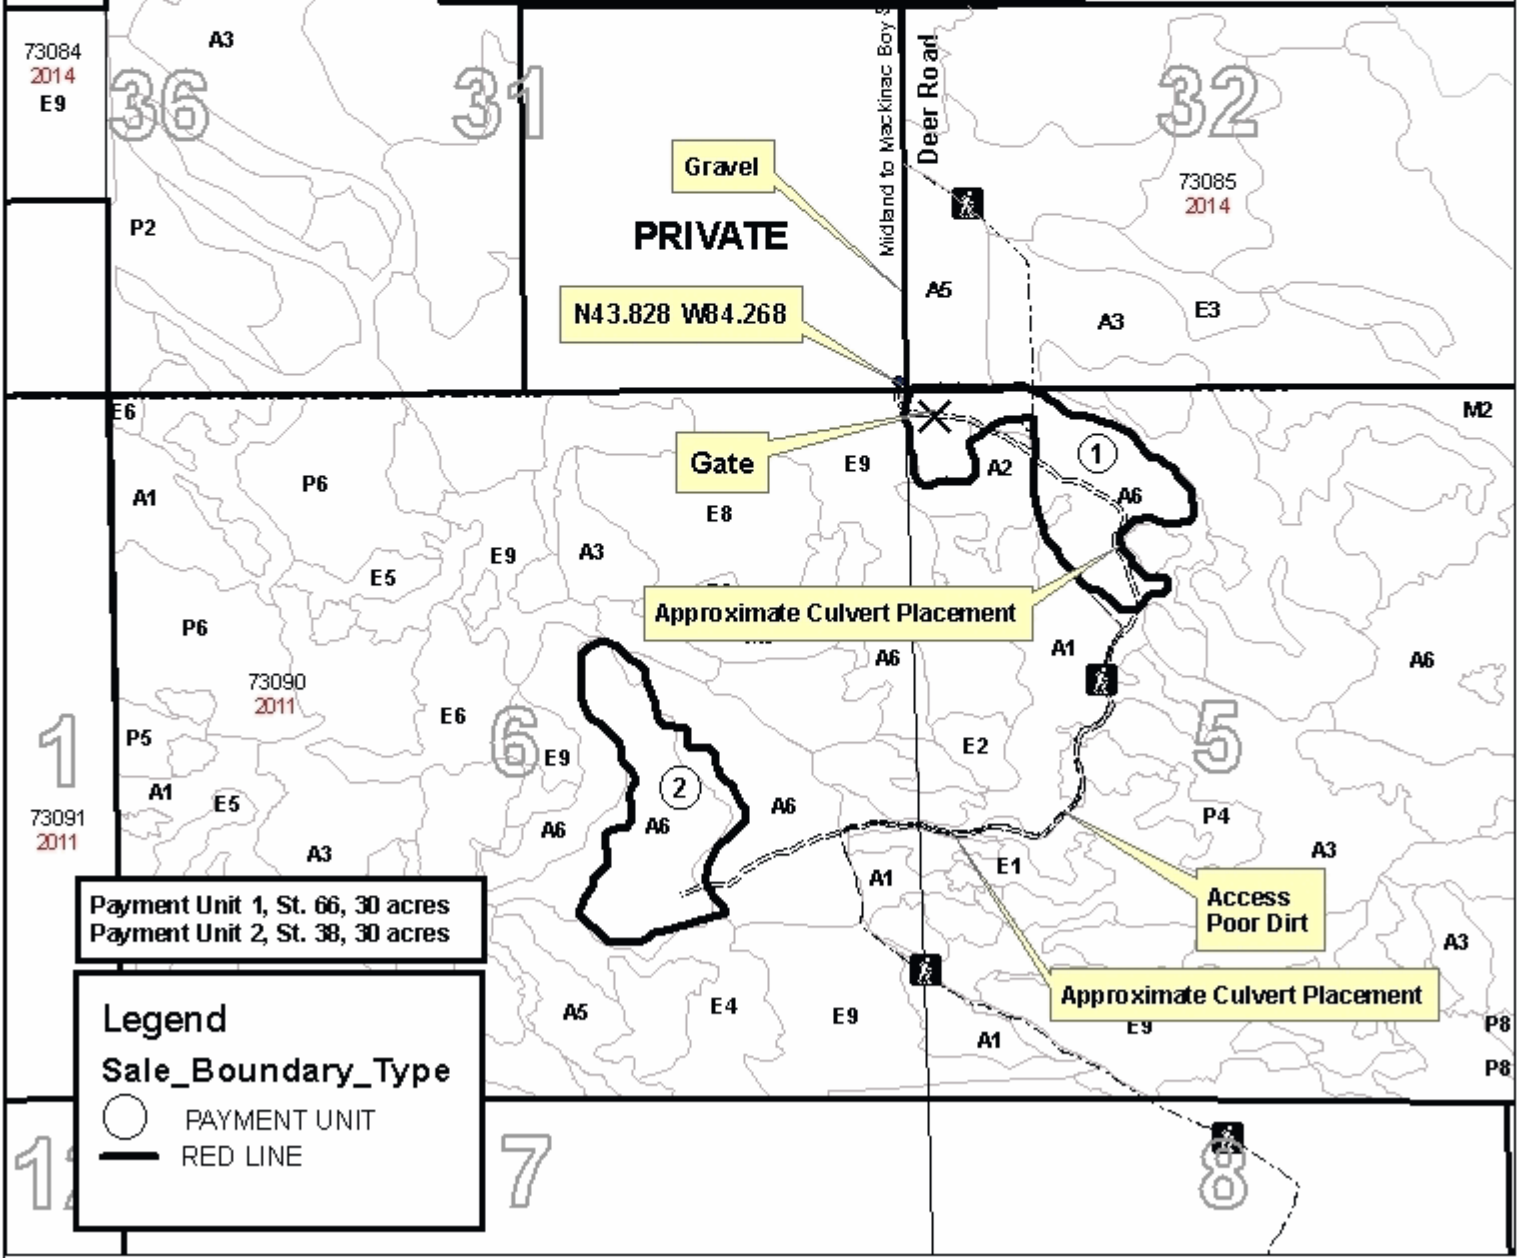 A3
73084
2014
E9
36
31
32
Midland to Mackinac Boy S
Deer Road
Gravel
73085
2014
P2
PRIVATE
A5
N43.828 W84.268
A3
E3
E6
M2
Gate
E9
A2
1
A1
P6
E8
A6
E9
A3
E5
Approximate Culvert Placement
P6
A6
A1
A6
73090
2011
E6
6
5
1
P5
E9
E2
A1
E5
2
A6
73091
2011
A6
A6
P4
A3
A3
A1
E1
Access
Poor Dirt
Payment Unit 1, St. 66, 30 acres
Payment Unit 2, St. 38, 30 acres
A3
Approximate Culvert Placement
A5
E4
E9
E9
A1
P8
P8
Legend
Sale_Boundary_Type
PAYMENT UNIT
RED LINE
7
8